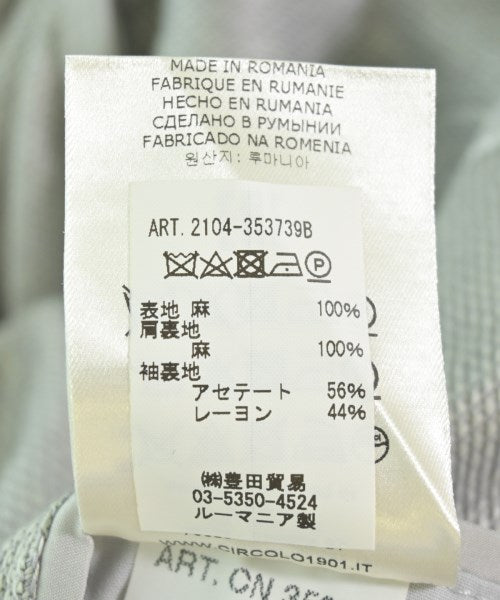 MADE IN ROMANIA
FABRIQUE EN RUMANIE
HECHO EN RUMANIA
СДЕЛАНО В РУМЫНИИ
FABRICADO NA ROMENIA
원산지: 루마니아
ART. 2104-353739B
P
表地 麻 100%
肩裏地
麻 100%
袖裏地
アセテート 56%
レーヨン 44%
㈱豊田貿易
03-5350-4524
ルーマニア製
WWW.CIRCOLO1901.IT
ART. CN